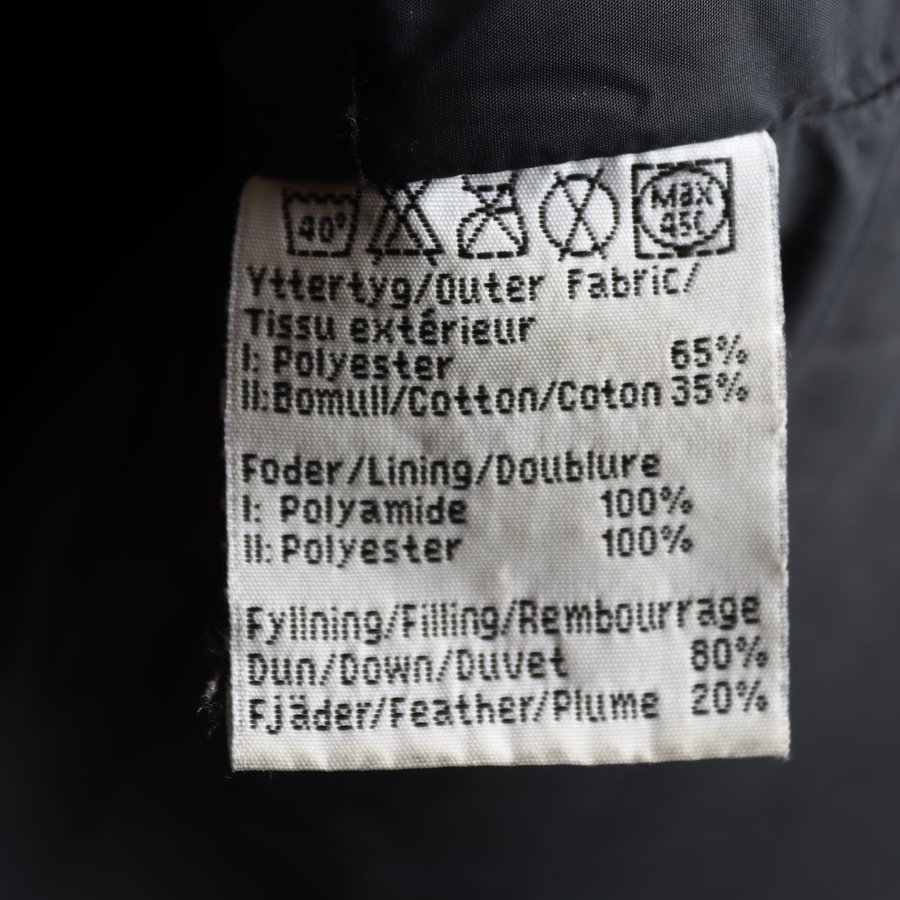 40°
Max
45C
Yttertyg/Outer Fabric/
Tissu extérieur
I: Polyester 65%
II: Bomull/Cotton/Coton 35%
Foder/Lining/Doublure
I: Polyamide 100%
II: Polyester 100%
Fyllning/Filling/Rembourrage
Dun/Down/Duvet 80%
Fjäder/Feather/Plume 20%